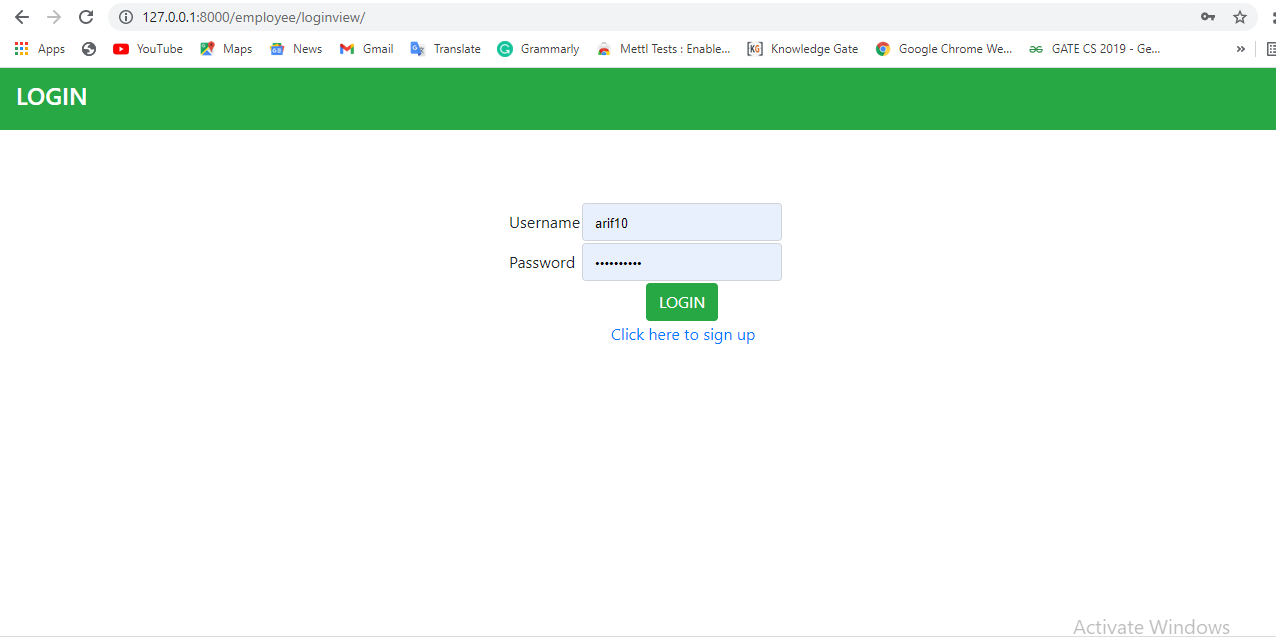 127.0.0.1:8000/employee/loginview/
Apps YouTube Maps News Gmail Translate Grammarly Mettl Tests : Enable... Knowledge Gate Google Chrome We... GATE CS 2019 - Ge... »
LOGIN
Username arif10
Password ••••••••••
LOGIN
Click here to sign up
Activate Windows